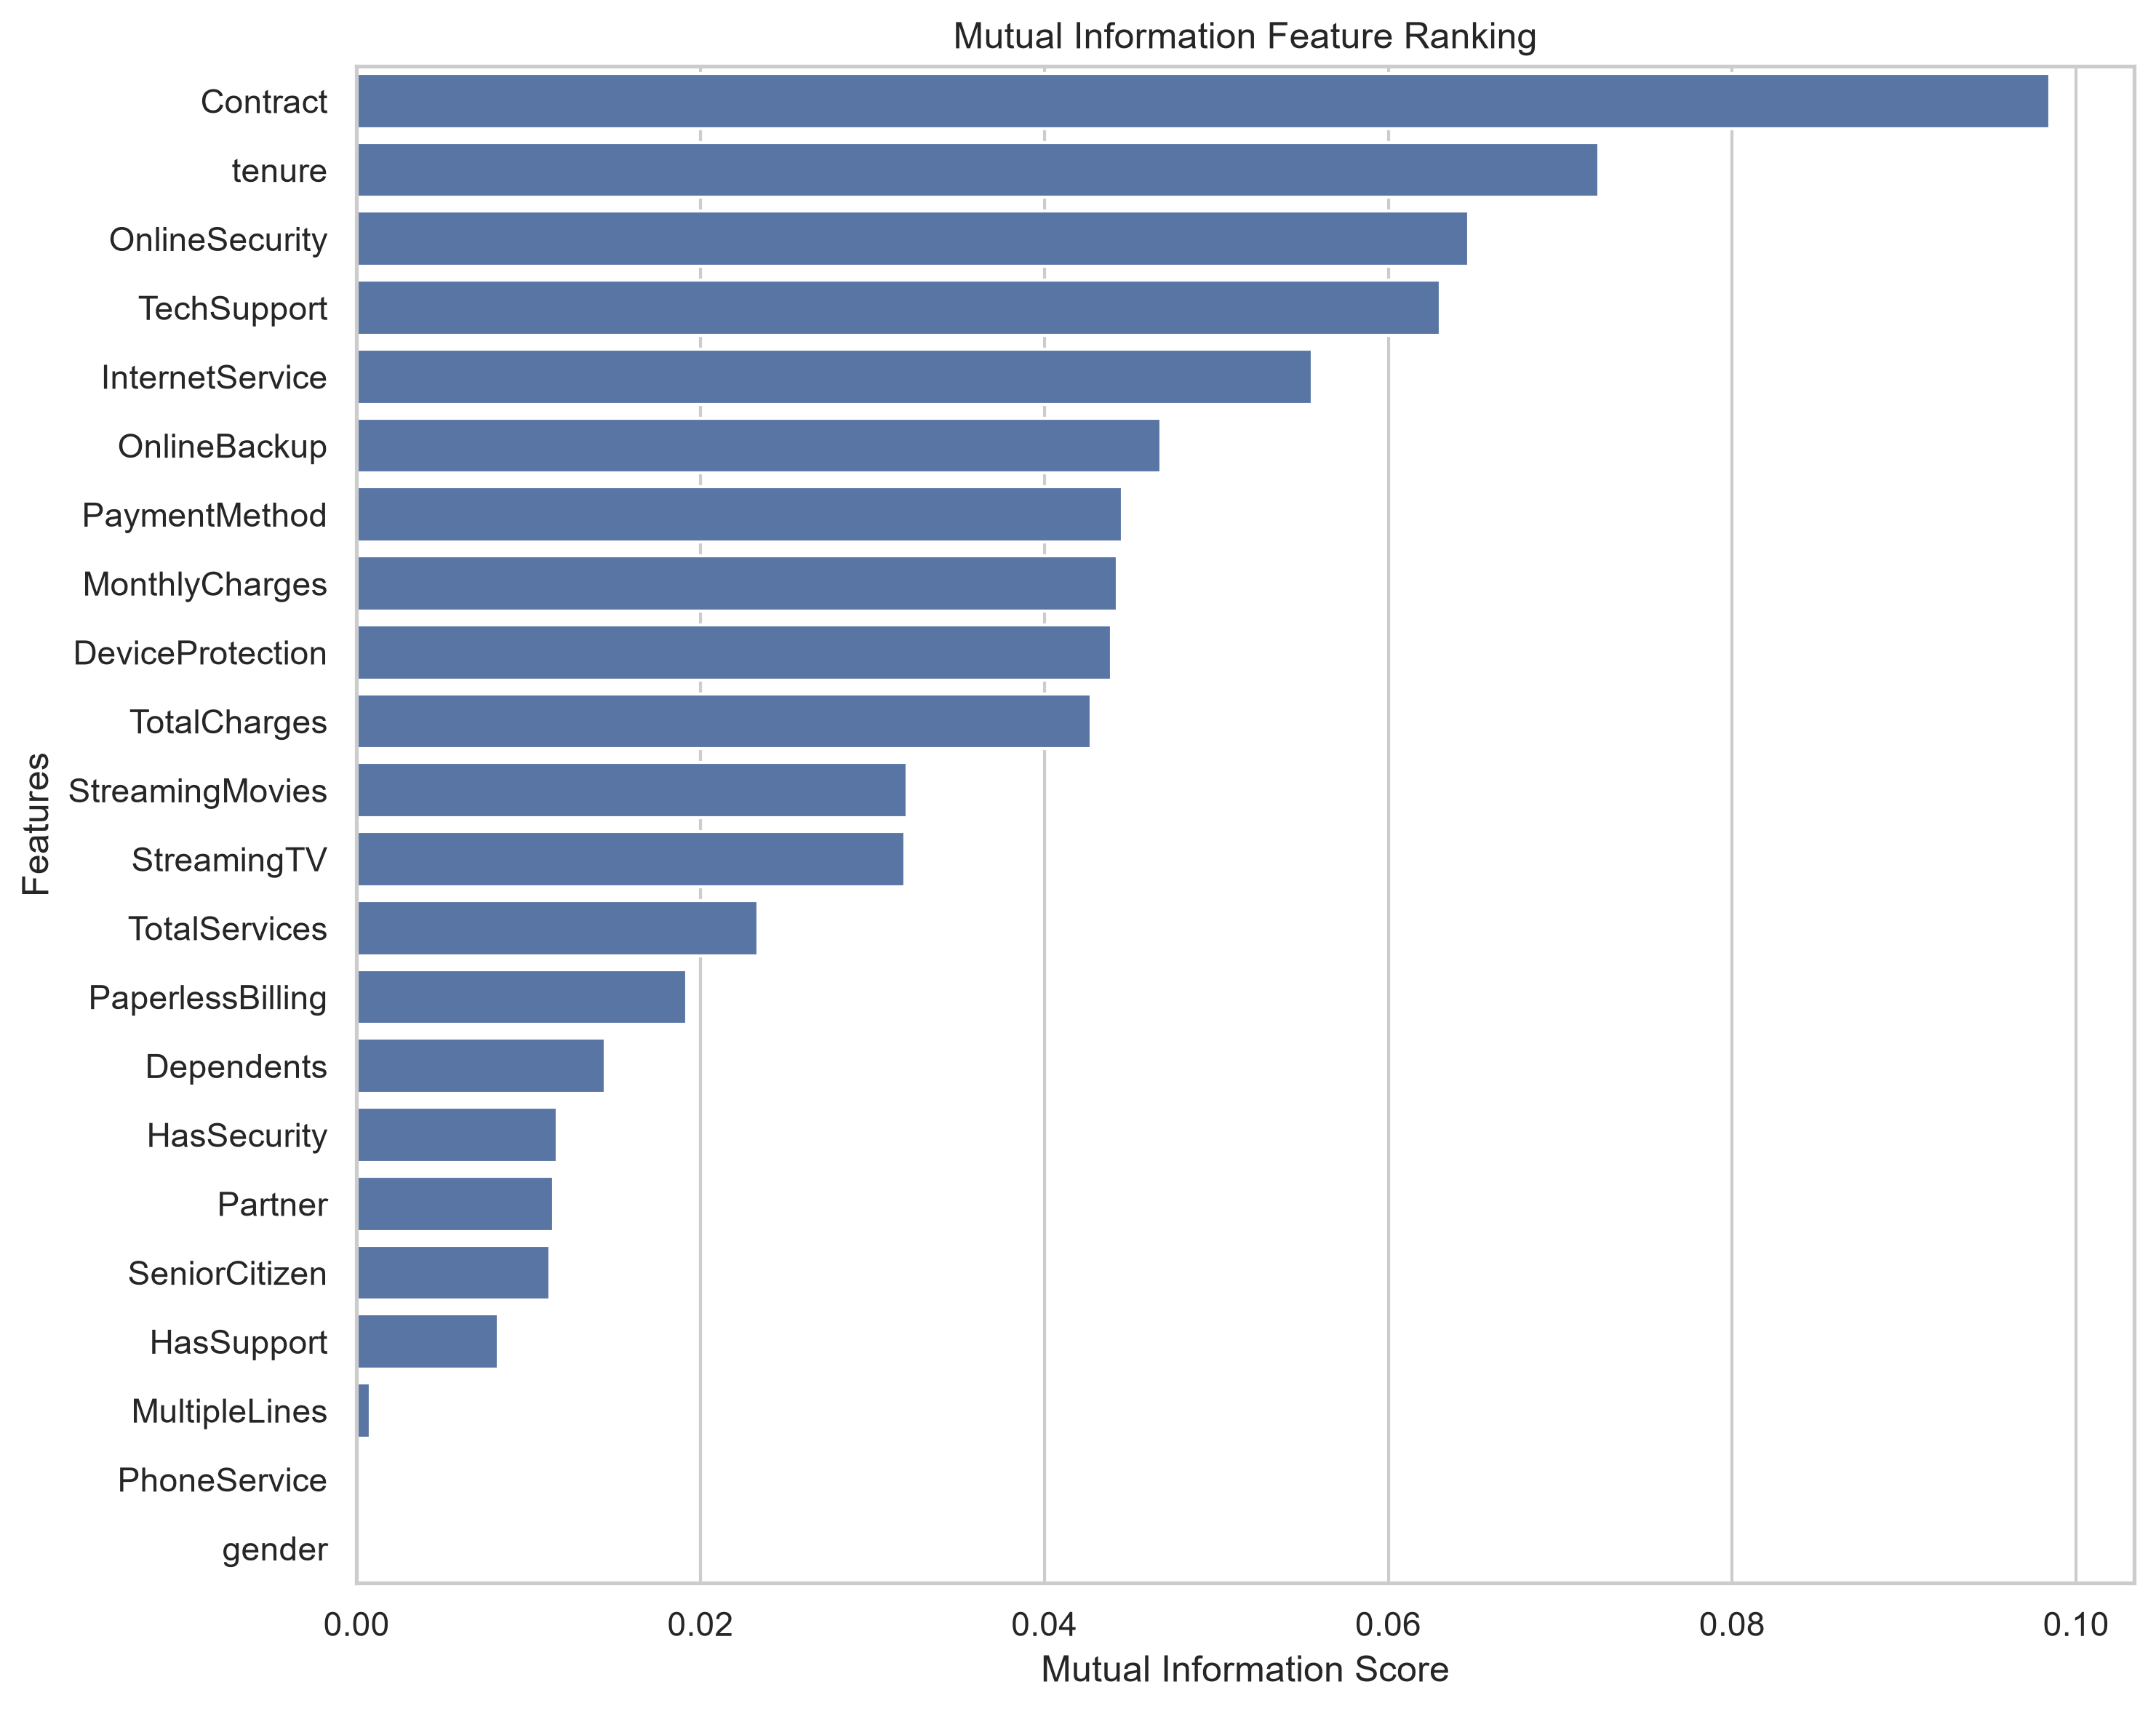 Mutual Information Feature Ranking
Contract
tenure
OnlineSecurity
TechSupport
InternetService
OnlineBackup
PaymentMethod
MonthlyCharges
DeviceProtection
TotalCharges
StreamingMovies
StreamingTV
TotalServices
PaperlessBilling
Dependents
HasSecurity
Partner
SeniorCitizen
HasSupport
MultipleLines
PhoneService
gender
Features
0.00 0.02 0.04 0.06 0.08 0.10
Mutual Information Score